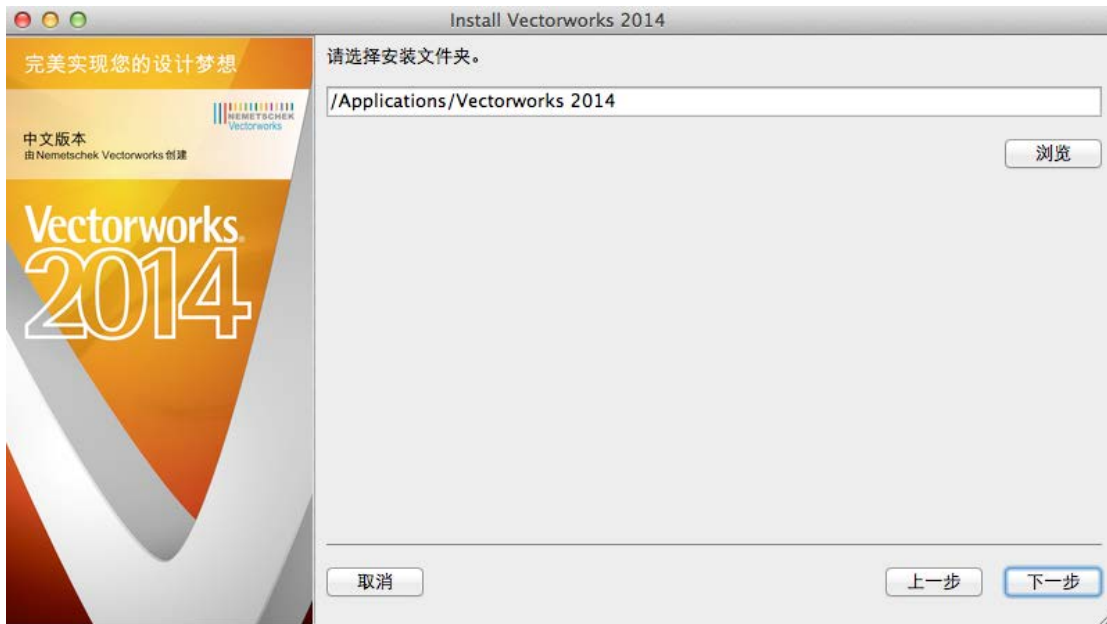 Install Vectorworks 2014
完美实现您的设计梦想
NEMETSCHEK
Vectorworks
中文版本
由Nemetschek Vectorworks创建
Vectorworks.
2014
请选择安装文件夹。
/Applications/Vectorworks 2014
浏览
取消
上一步
下一步